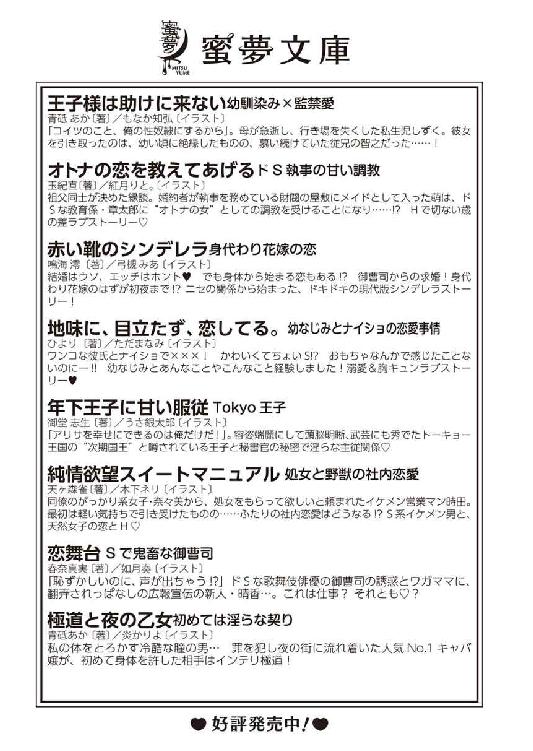 蜜夢
MITSU
YUME
蜜夢文庫
王子様は助けに来ない 幼馴染み×監禁愛
青砥あか〔著〕／もなか知弘〔イラスト〕
「コイツのこと、俺の性奴隷にするから」。母が急逝し、行き場を失くした私生児しずく。彼女
を引き取ったのは、幼い頃に絶縁したものの、慕い続けていた従兄の智之だった……！
オトナの恋を教えてあげる ドS執事の甘い調教
玉紀直〔著〕／紅月りと。〔イラスト〕
祖父同士が決めた縁談。婚約者が執事を務めている財閥の屋敷にメイドとして入った萌は、ド
Sな教育係・章太郎に“オトナの女”としての調教を受けることになり……!? Hで切ない歳
の差ラブストーリー♡
赤い靴のシンデレラ 身代わり花嫁の恋
鳴海澪〔著〕／弓槻みあ〔イラスト〕
結婚はウソ、エッチはホント♥ でも身体から始まる恋もある!? 御曹司からの求婚！身代
わり花嫁のはずが初夜まで!? ニセの関係から始まった、ドキドキの現代版シンデレラストー
リー！
地味に、目立たず、恋してる。 幼なじみとナイショの恋愛事情
ひより〔著〕／ただまなみ〔イラスト〕
ワンコな彼氏とナイショで×××！ かわいくてちょいS!? おもちゃなんかで感じたことな
いのにー!! 幼なじみとあんなことやこんなこと経験しました！溺愛＆胸キュンラブストー
リー♥
年下王子に甘い服従 Tokyo王子
御堂志生〔著〕／うさ銀太郎〔イラスト〕
「アリサを幸せにできるのは俺だけだ！」。容姿端麗にして頭脳明晰、武芸にも秀でたトーキョー
王国の“次期国王”と噂されている王子と秘書官の秘密で淫らな主従関係♡
純情欲望スイートマニュアル 処女と野獣の社内恋愛
天ヶ森雀〔著〕／木下ネリ〔イラスト〕
同僚のがっかり系女子・奈々美から、処女をもらって欲しいと頼まれたイケメン営業マン時田。
最初は軽い気持ちで引き受けたものの……ふたりの社内恋愛はどうなる!? S系イケメン男と、
天然女子の恋とH♡
恋舞台 Sで鬼畜な御曹司
春奈真実〔著〕／如月奏〔イラスト〕
「恥ずかしいのに、声が出ちゃう!?」ドSな歌舞伎俳優の御曹司の誘惑とワガママに、
翻弄されっぱなしの広報宣伝の新人・晴香…。これは仕事？ それとも♡？
極道と夜の乙女 初めては淫らな契り
青砥あか〔著〕／炎かりよ〔イラスト〕
私の体をとろかす冷酷な瞳の男… 罪を犯し夜の街に流れ着いた人気No.1キャバ
嬢が、初めて身体を許した相手はインテリ極道！
♥好評発売中！♥